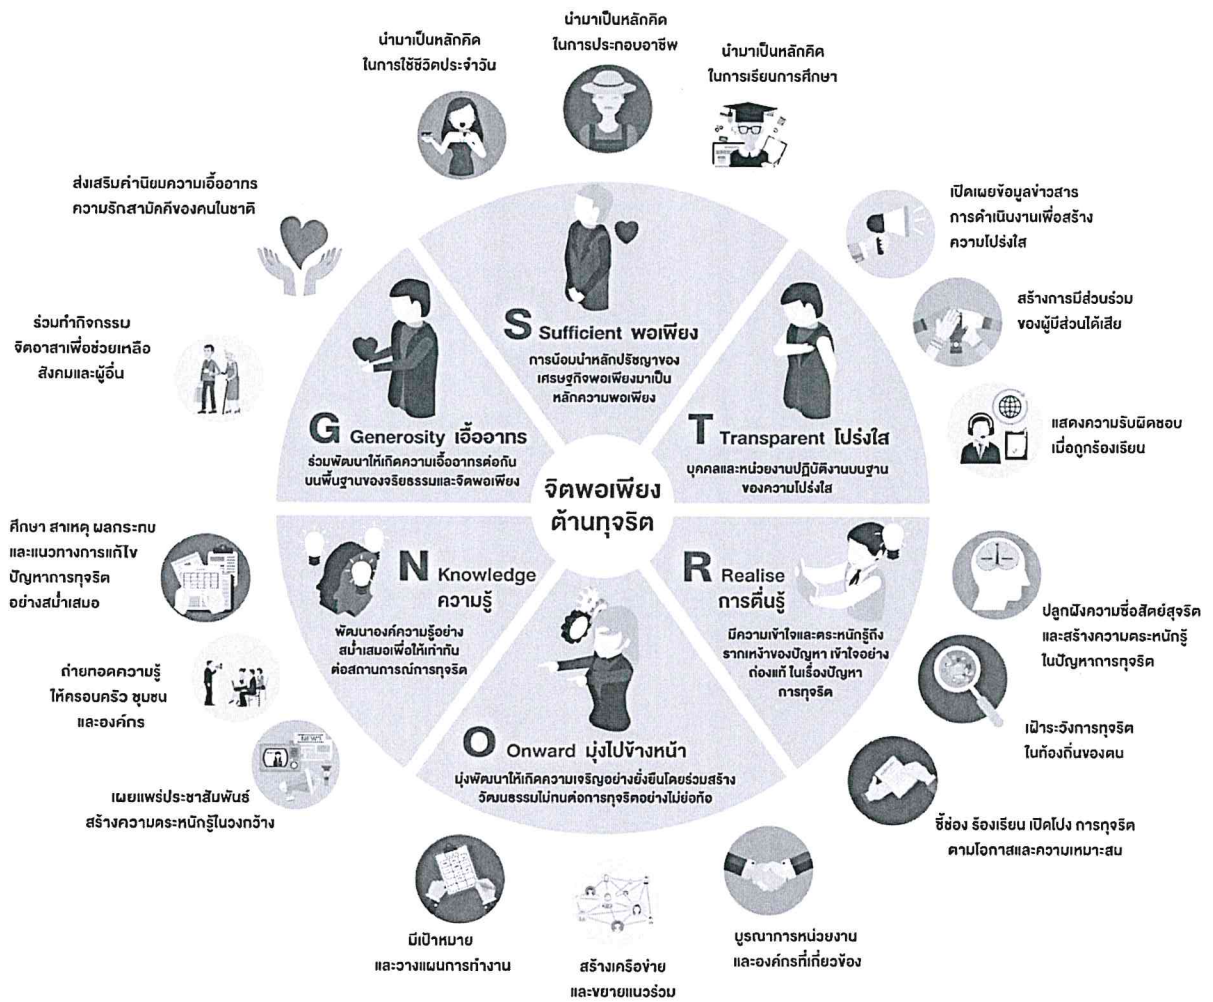 นำมาเป็นหลักคิด
ในการใช้ชีวิตประจำวัน
นำมาเป็นหลักคิด
ในการประกอบอาชีพ
นำมาเป็นหลักคิด
ในการเรียนการศึกษา
S Sufficient พอเพียง
การน้อมนำหลักปรัชญาของ
เศรษฐกิจพอเพียงมาเป็น
หลักความพอเพียง
เปิดเผยข้อมูลข่าวสาร
การดำเนินงานเพื่อสร้าง
ความโปร่งใส
สร้างการมีส่วนร่วม
ของผู้มีส่วนได้เสีย
แสดงความรับผิดชอบ
เมื่อถูกร้องเรียน
T Transparent โปร่งใส
บุคคลและหน่วยงานปฏิบัติงานบนฐาน
ของความโปร่งใส
R Realise
การตื่นรู้
มีความเข้าใจและตระหนักรู้ถึง
รากเหง้าของปัญหา เข้าใจอย่าง
ถ่องแท้ ในเรื่องปัญหา
การทุจริต
ปลูกฝังความซื่อสัตย์สุจริต
และสร้างความตระหนักรู้
ในปัญหาการทุจริต
เฝ้าระวังการทุจริต
ในท้องถิ่นของตน
ชี้ช่อง ร้องเรียน เปิดโปง การทุจริต
ตามโอกาสและความเหมาะสม
O Onward มุ่งไปข้างหน้า
มุ่งพัฒนาให้เกิดความเจริญอย่างยั่งยืนโดยร่วมสร้าง
วัฒนธรรมไม่ทนต่อการทุจริตอย่างไม่ย่อท้อ
บูรณาการหน่วยงาน
และองค์กรที่เกี่ยวข้อง
สร้างเครือข่าย
และขยายแนวร่วม
มีเป้าหมาย
และวางแผนการทำงาน
N Knowledge
ความรู้
พัฒนาองค์ความรู้อย่าง
สม่ำเสมอเพื่อให้เท่าทัน
ต่อสถานการณ์การทุจริต
ศึกษา สาเหตุ ผลกระทบ
และแนวทางการแก้ไข
ปัญหาการทุจริต
อย่างสม่ำเสมอ
ถ่ายทอดความรู้
ให้ครอบครัว ชุมชน
และองค์กร
เผยแพร่ประชาสัมพันธ์
สร้างความตระหนักรู้ในวงกว้าง
NEWS
G Generosity เอื้ออาทร
ร่วมพัฒนาให้เกิดความเอื้ออาทรต่อกัน
บนพื้นฐานของจริยธรรมและจิตพอเพียง
ส่งเสริมค่านิยมความเอื้ออาทร
ความรักสามัคคีของคนในชาติ
ร่วมทำกิจกรรม
จิตอาสาเพื่อช่วยเหลือ
สังคมและผู้อื่น
จิตพอเพียง
ต้านทุจริต